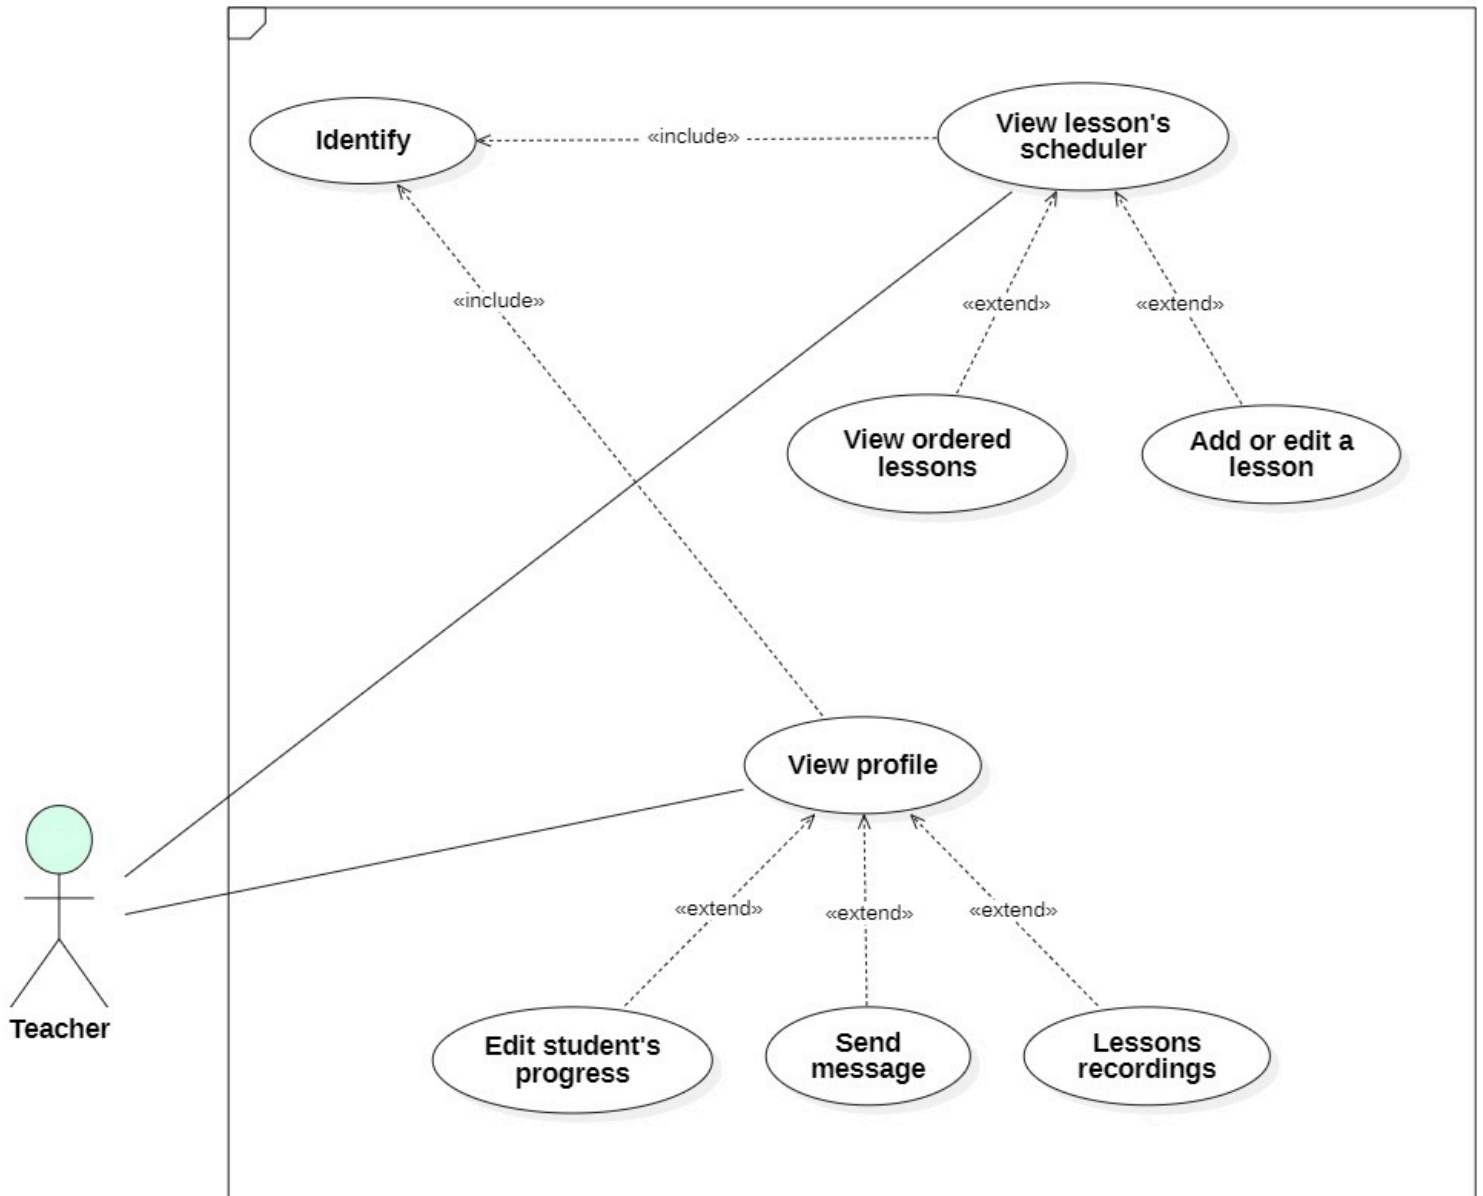 Identify
«include»
View lesson's
scheduler
«include»
«extend»
«extend»
View ordered
lessons
Add or edit a
lesson
View profile
«extend»
«extend»
«extend»
Teacher
Edit student's
progress
Send
message
Lessons
recordings